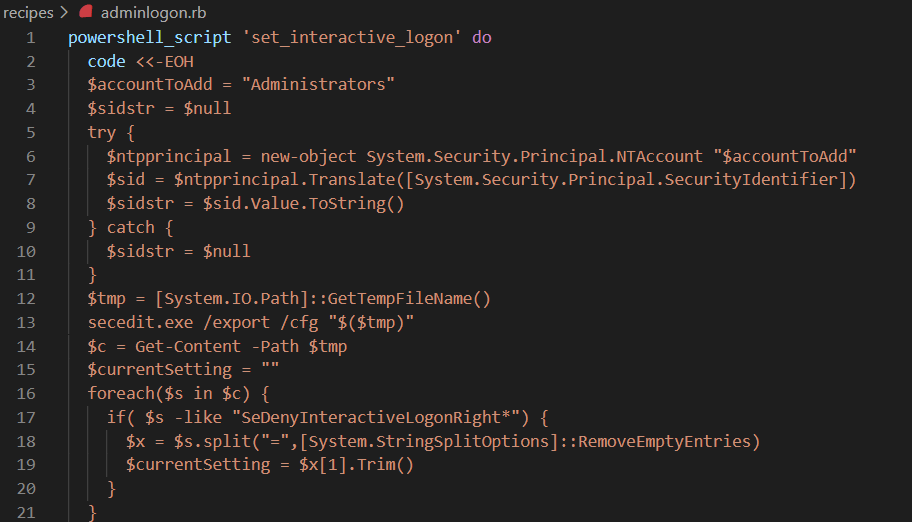 recipes > adminlogon.rb
1 powershell_script 'set_interactive_logon' do
2 code <<-EOH
3 $accountToAdd = "Administrators"
4 $sidstr = $null
5 try {
6 $ntpprincipal = new-object System.Security.Principal.NTAccount "$accountToAdd"
7 $sid = $ntpprincipal.Translate([System.Security.Principal.SecurityIdentifier])
8 $sidstr = $sid.Value.ToString()
9 } catch {
10 $sidstr = $null
11 }
12 $tmp = [System.IO.Path]::GetTempFileName()
13 secedit.exe /export /cfg "$($tmp)"
14 $c = Get-Content -Path $tmp
15 $currentSetting = ""
16 foreach($s in $c) {
17 if( $s -like "SeDenyInteractiveLogonRight*") {
18 $x = $s.split("=",[System.StringSplitOptions]::RemoveEmptyEntries)
19 $currentSetting = $x[1].Trim()
20 }
21 }